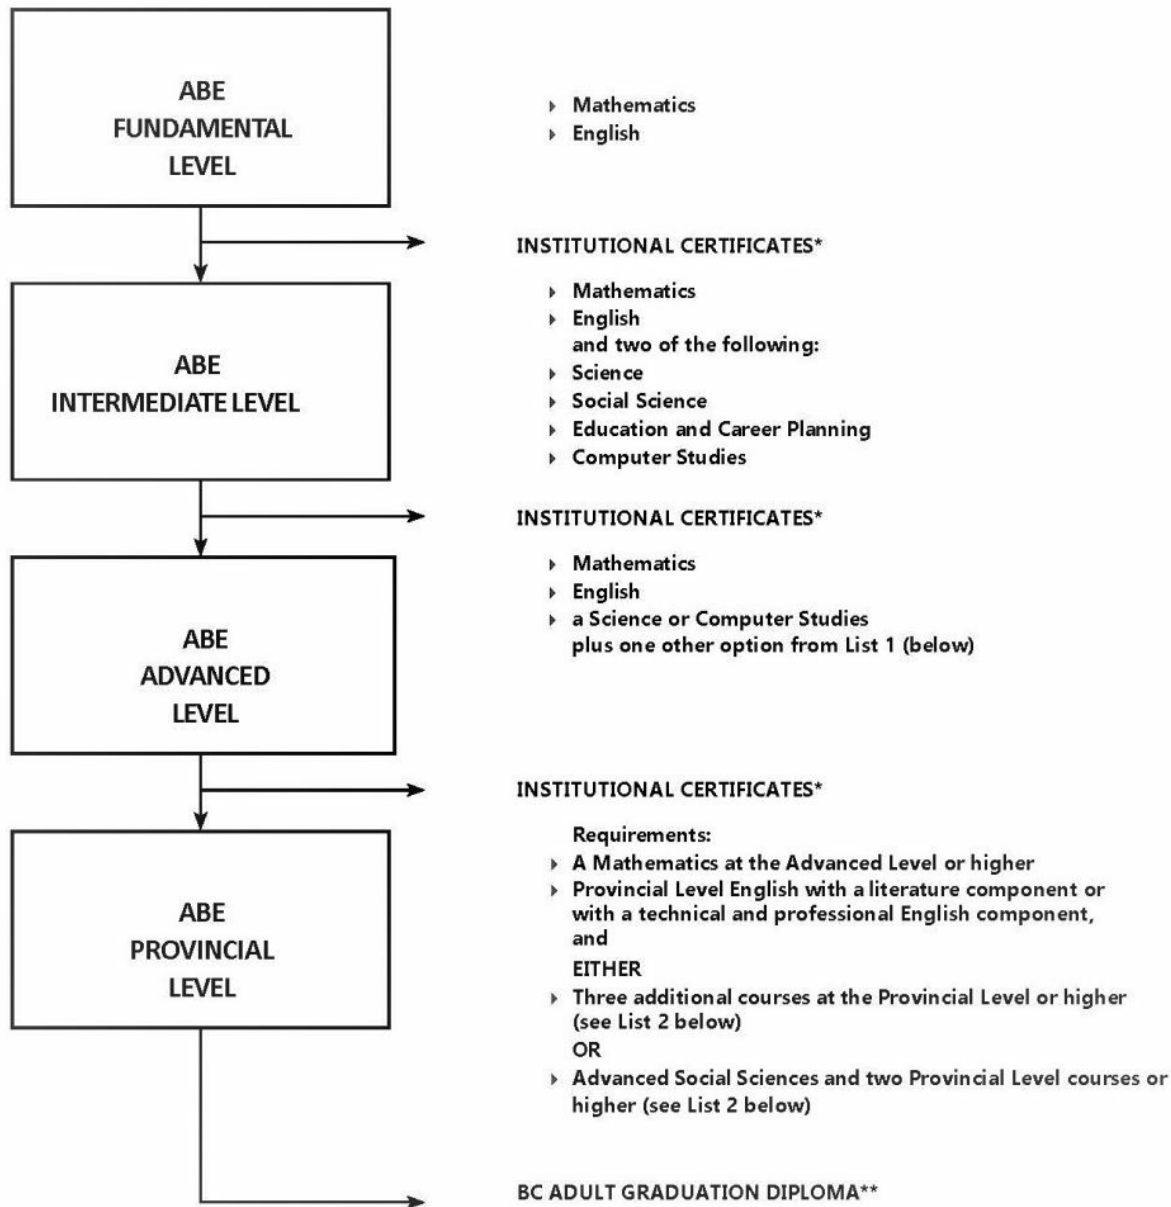 ABE
FUNDAMENTAL
LEVEL
▸ Mathematics
▸ English
INSTITUTIONAL CERTIFICATES*
ABE
INTERMEDIATE LEVEL
▸ Mathematics
▸ English
and two of the following:
▸ Science
▸ Social Science
▸ Education and Career Planning
▸ Computer Studies
INSTITUTIONAL CERTIFICATES*
ABE
ADVANCED
LEVEL
▸ Mathematics
▸ English
▸ a Science or Computer Studies
plus one other option from List 1 (below)
INSTITUTIONAL CERTIFICATES*
ABE
PROVINCIAL
LEVEL
Requirements:
▸ A Mathematics at the Advanced Level or higher
▸ Provincial Level English with a literature component or
with a technical and professional English component,
and
EITHER
▸ Three additional courses at the Provincial Level or higher
(see List 2 below)
OR
▸ Advanced Social Sciences and two Provincial Level courses or
higher (see List 2 below)
BC ADULT GRADUATION DIPLOMA**